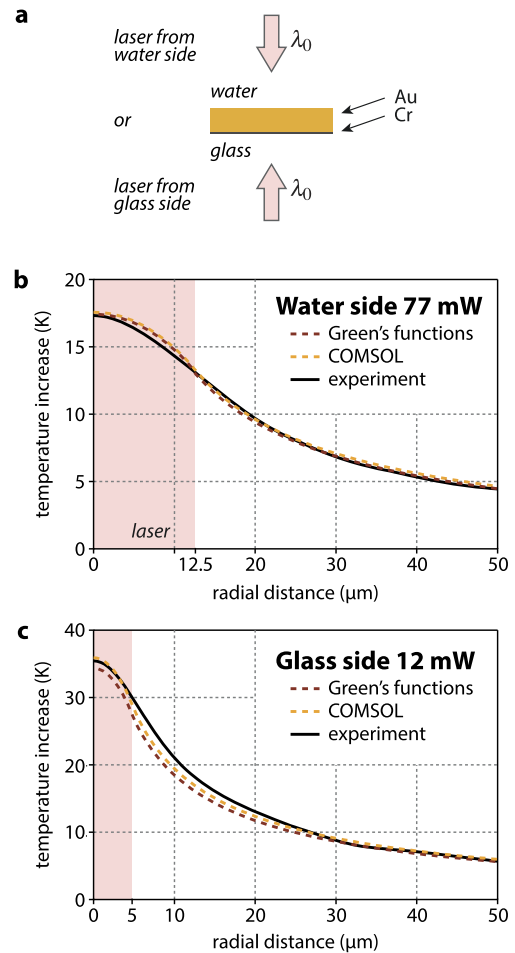 a
laser from
water side
λ0
water
Au
or
Cr
glass
laser from
glass side
λ0
b
20
15
10
5
0
temperature increase (K)
Water side 77 mW
Green's functions
COMSOL
experiment
laser
0
12.5
20
30
40
50
radial distance (μm)
c
40
30
20
10
0
temperature increase (K)
Glass side 12 mW
Green's functions
COMSOL
experiment
0
5
10
20
30
40
50
radial distance (μm)